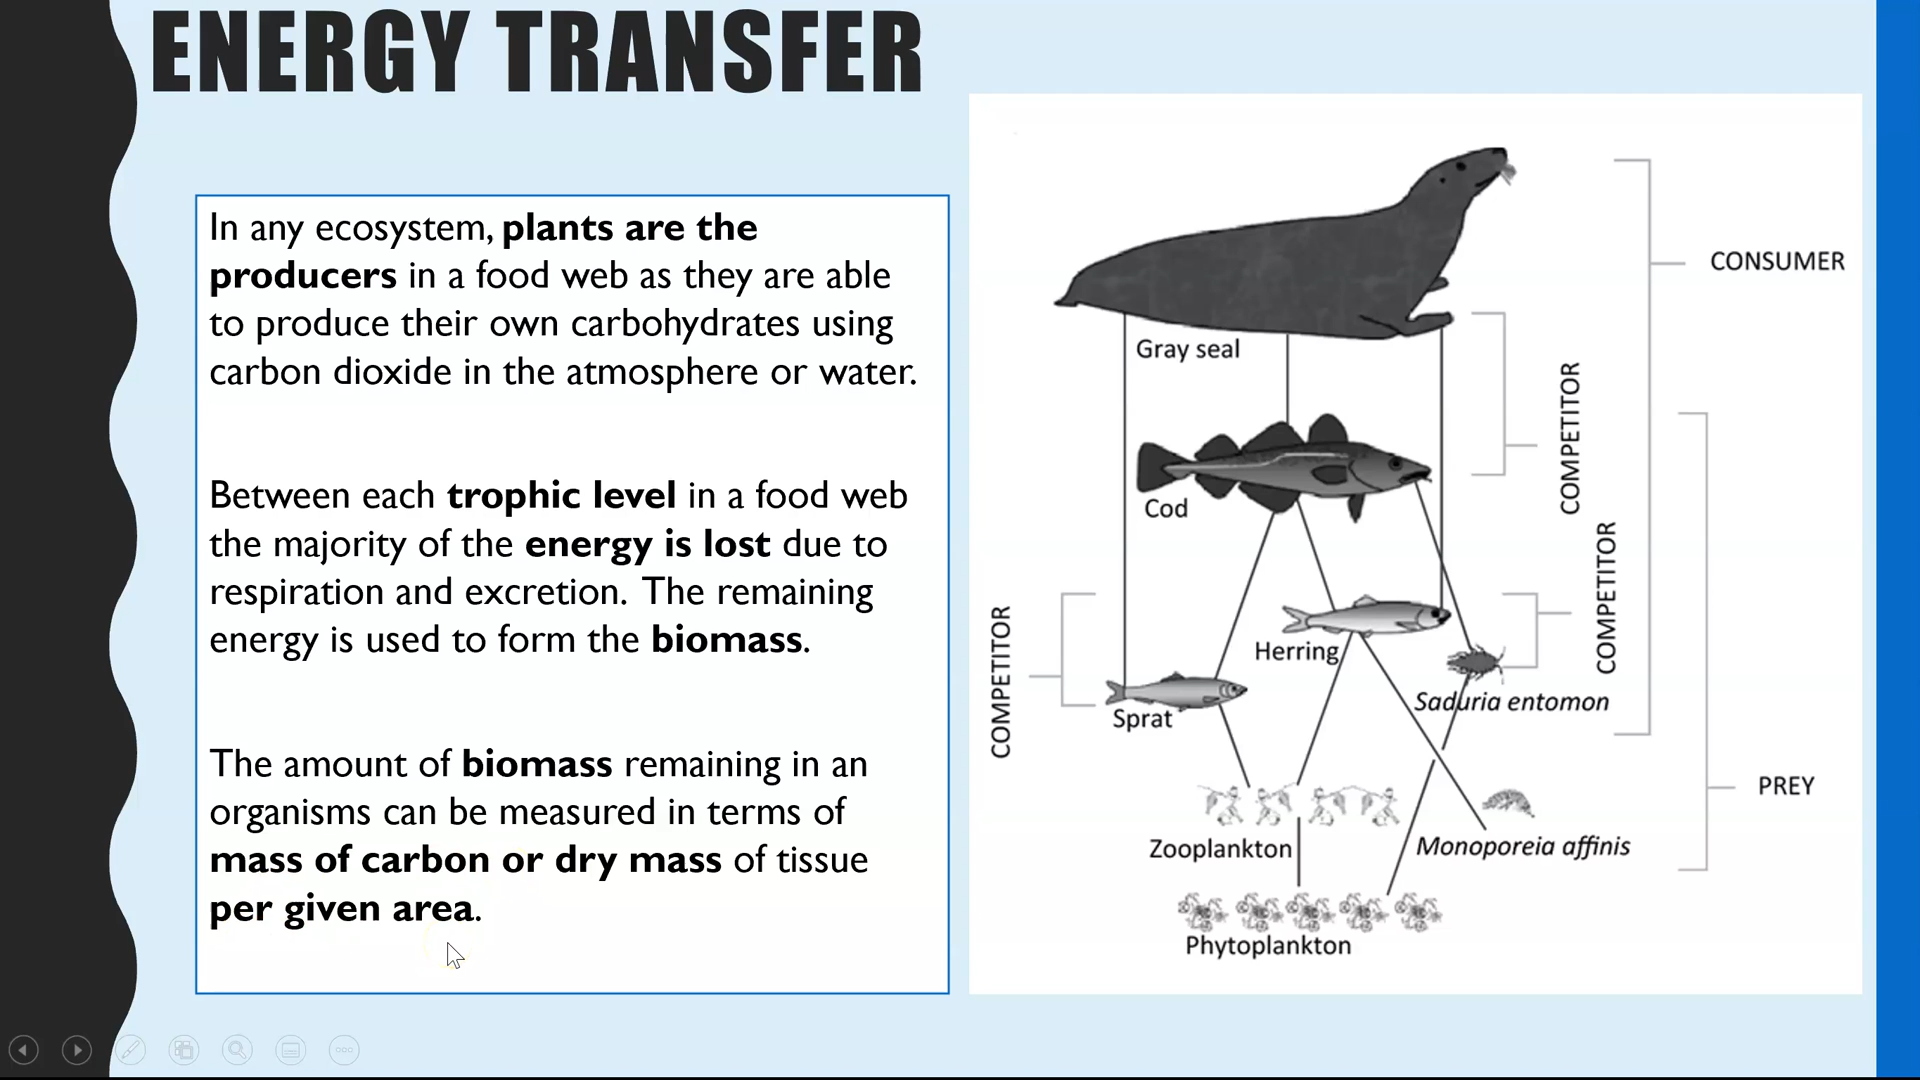 ENERGY TRANSFER
In any ecosystem, plants are the
producers in a food web as they are able
to produce their own carbohydrates using
carbon dioxide in the atmosphere or water.
Between each trophic level in a food web
the majority of the energy is lost due to
respiration and excretion. The remaining
energy is used to form the biomass.
The amount of biomass remaining in an
organisms can be measured in terms of
mass of carbon or dry mass of tissue
per given area.
CONSUMER
Gray seal
COMPETITOR
Cod
COMPETITOR
COMPETITOR
Herring
Saduria entomon
Sprat
PREY
Zooplankton
Monoporeia affinis
Phytoplankton